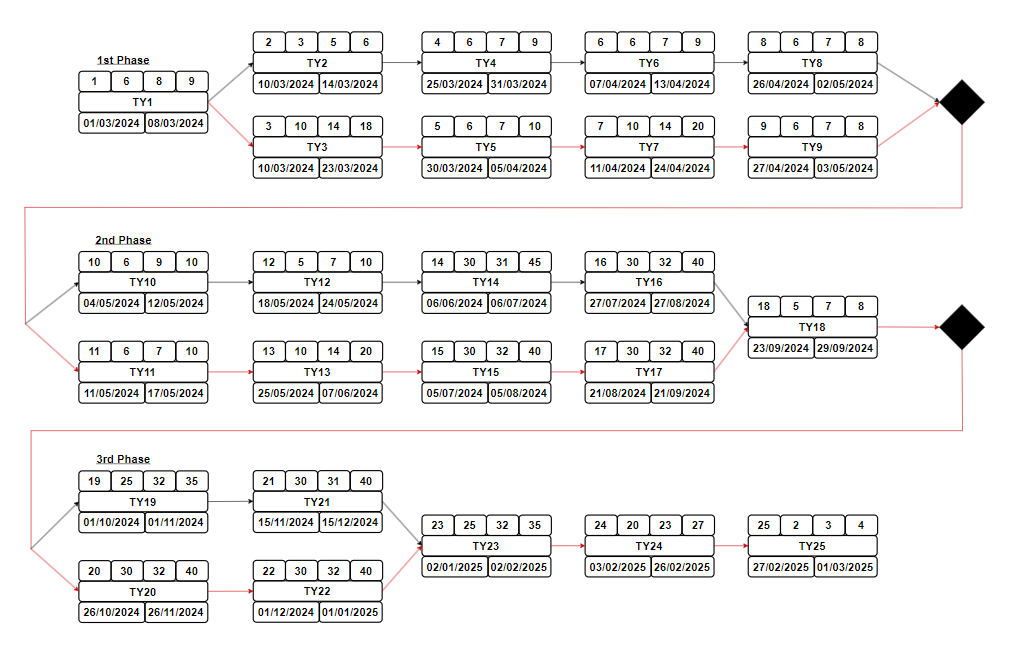 1st Phase
1 6 8 9
TY1
01/03/2024 08/03/2024
2 3 5 6
TY2
10/03/2024 14/03/2024
4 6 7 9
TY4
25/03/2024 31/03/2024
6 6 7 9
TY6
07/04/2024 13/04/2024
8 6 7 8
TY8
26/04/2024 02/05/2024
3 10 14 18
TY3
10/03/2024 23/03/2024
5 6 7 10
TY5
30/03/2024 05/04/2024
7 10 14 20
TY7
11/04/2024 24/04/2024
9 6 7 8
TY9
27/04/2024 03/05/2024
2nd Phase
10 6 9 10
TY10
04/05/2024 12/05/2024
12 5 7 10
TY12
18/05/2024 24/05/2024
14 30 31 45
TY14
06/06/2024 06/07/2024
16 30 32 40
TY16
27/07/2024 27/08/2024
11 6 7 10
TY11
11/05/2024 17/05/2024
13 10 14 20
TY13
25/05/2024 07/06/2024
15 30 32 40
TY15
05/07/2024 05/08/2024
17 30 32 40
TY17
21/08/2024 21/09/2024
18 5 7 8
TY18
23/09/2024 29/09/2024
3rd Phase
19 25 32 35
TY19
01/10/2024 01/11/2024
21 30 31 40
TY21
15/11/2024 15/12/2024
20 30 32 40
TY20
26/10/2024 26/11/2024
22 30 32 40
TY22
01/12/2024 01/01/2025
23 25 32 35
TY23
02/01/2025 02/02/2025
24 20 23 27
TY24
03/02/2025 26/02/2025
25 2 3 4
TY25
27/02/2025 01/03/2025